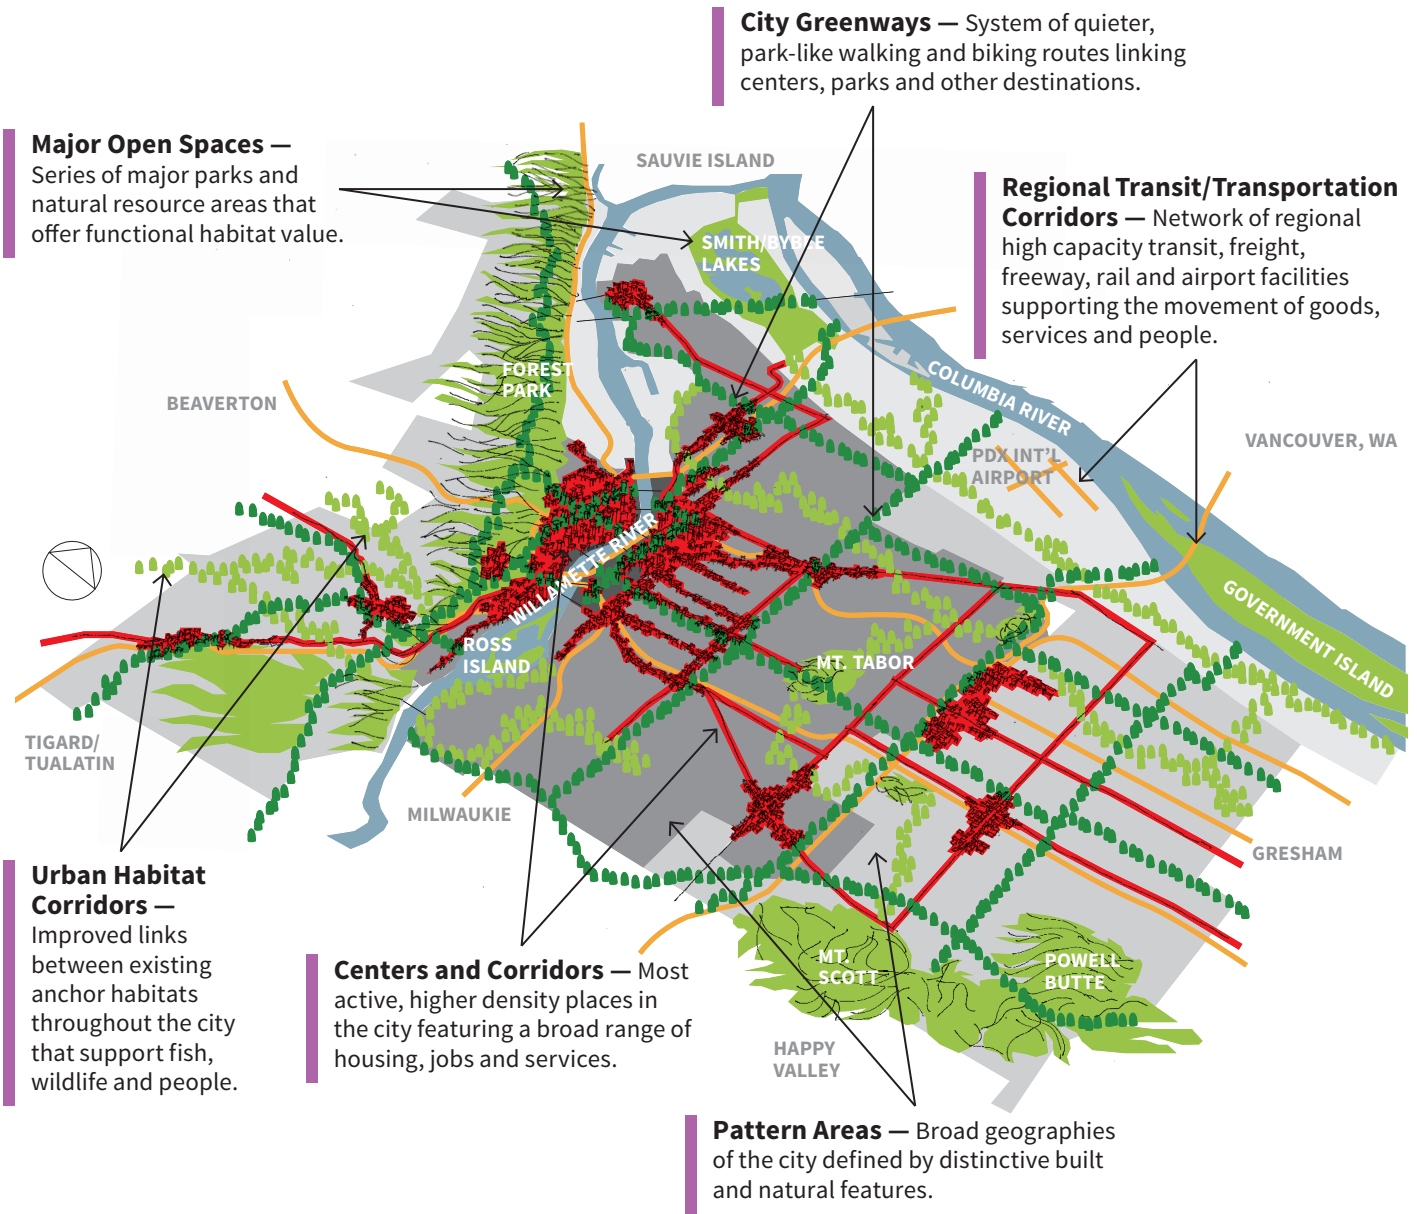 City Greenways — System of quieter,
park-like walking and biking routes linking
centers, parks and other destinations.
Major Open Spaces —
Series of major parks and
natural resource areas that
offer functional habitat value.
SAUVIE ISLAND
Regional Transit/Transportation
Corridors — Network of regional
high capacity transit, freight,
freeway, rail and airport facilities
supporting the movement of goods,
services and people.
SMITH/BYBEE
LAKES
FOREST
PARK
COLUMBIA RIVER
BEAVERTON
VANCOUVER, WA
PDX INT'L
AIRPORT
WILLAMETTE RIVER
GOVERNMENT ISLAND
ROSS
ISLAND
MT. TABOR
TIGARD/
TUALATIN
MILWAUKIE
GRESHAM
Urban Habitat
Corridors —
Improved links
between existing
anchor habitats
throughout the city
that support fish,
wildlife and people.
Centers and Corridors — Most
active, higher density places in
the city featuring a broad range of
housing, jobs and services.
MT.
SCOTT
POWELL
BUTTE
HAPPY
VALLEY
Pattern Areas — Broad geographies
of the city defined by distinctive built
and natural features.